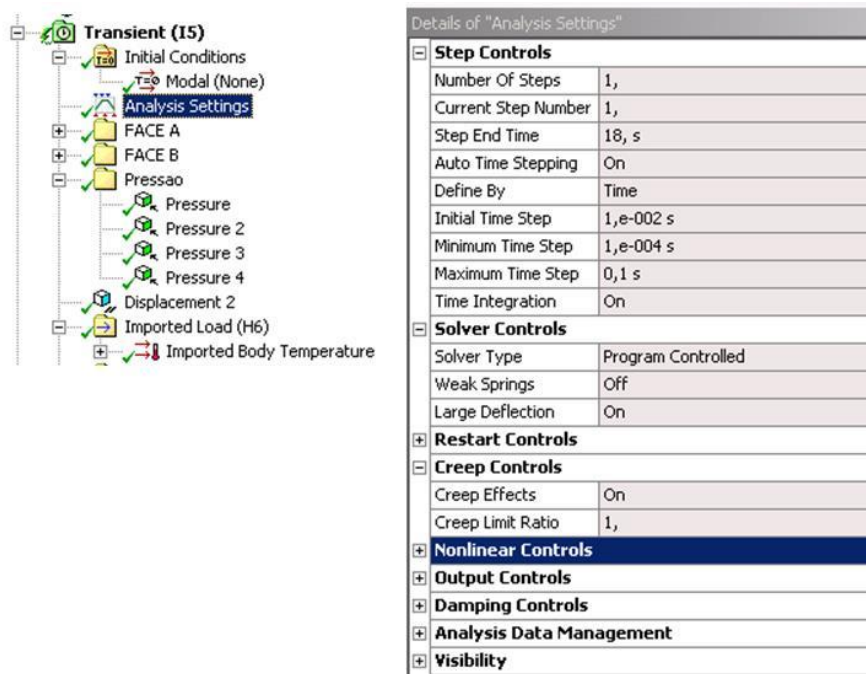 Transient (I5)
Initial Conditions
T=0 Modal (None)
Analysis Settings
FACE A
FACE B
Pressao
Pressure
Pressure 2
Pressure 3
Pressure 4
Displacement 2
Imported Load (H6)
Imported Body Temperature
Details of "Analysis Settings"
Step Controls
Number Of Steps 1,
Current Step Number 1,
Step End Time 18, s
Auto Time Stepping On
Define By Time
Initial Time Step 1,e-002 s
Minimum Time Step 1,e-004 s
Maximum Time Step 0,1 s
Time Integration On
Solver Controls
Solver Type Program Controlled
Weak Springs Off
Large Deflection On
Restart Controls
Creep Controls
Creep Effects On
Creep Limit Ratio 1,
Nonlinear Controls
Output Controls
Damping Controls
Analysis Data Management
Visibility